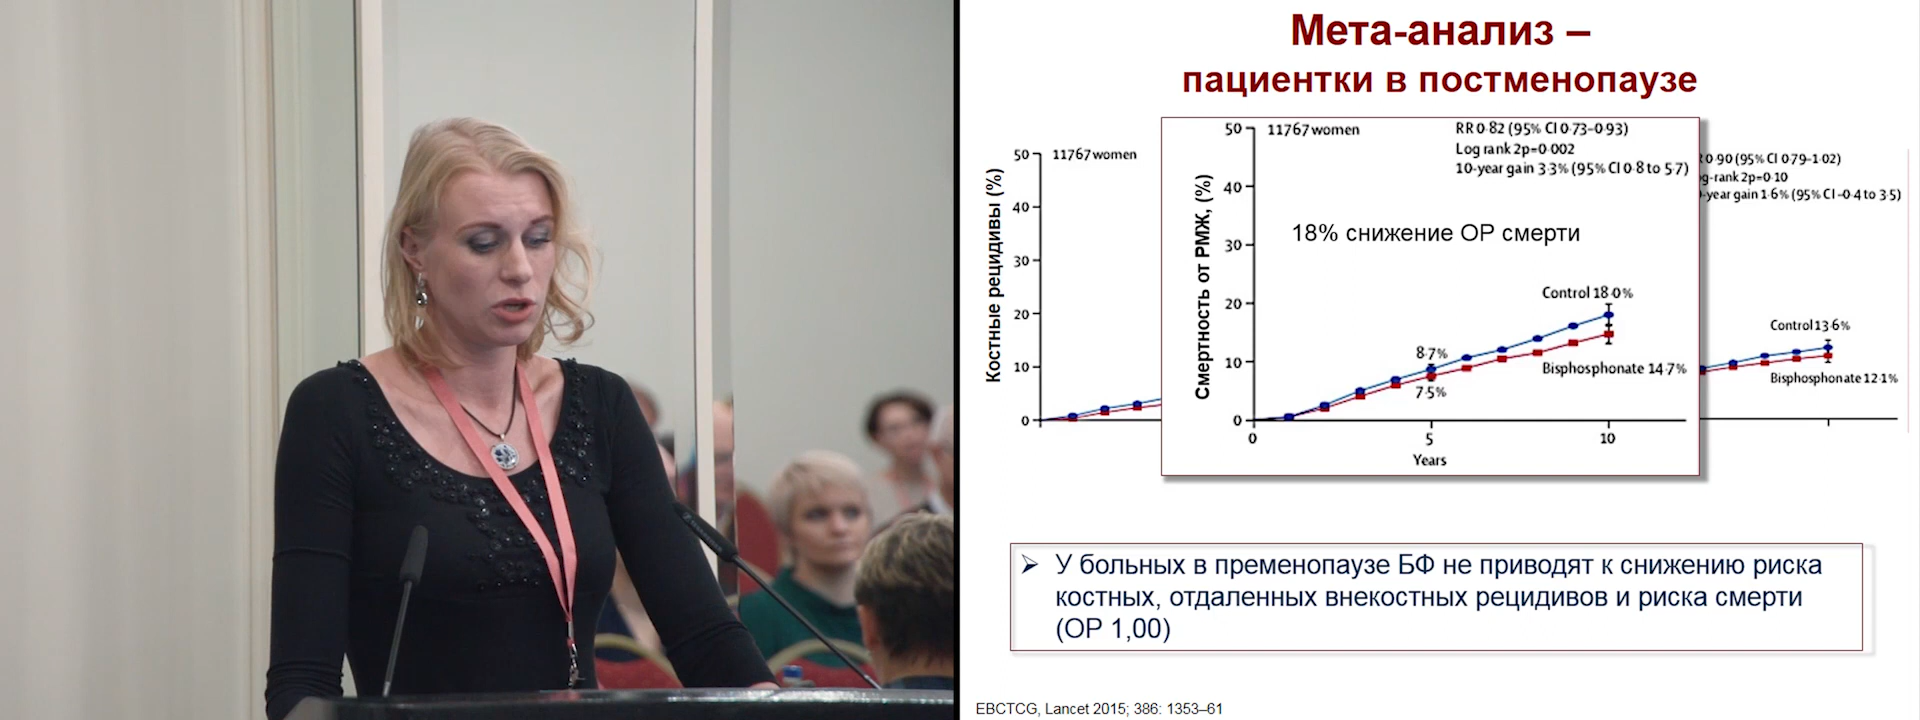 Мета-анализ –
пациентки в постменопаузе
Костные рецидивы (%)
50
40
30
20
10
0
11767 women
Смертность от РМЖ, (%)
50
40
30
20
10
0
11767 women
RR 0·82 (95% CI 0·73–0·93)
Log rank 2p=0·002
10-year gain 3·3% (95% CI 0·8 to 5·7)
18% снижение ОР смерти
Control 18·0%
8·7%
7·5%
Bisphosphonate 14·7%
0
5
10
Years
0·90 (95% CI 0·79–1·02)
2p=0·10
-year gain 1·6% (95% CI -0·4 to 3·5)
Control 13·6%
Bisphosphonate 12·1%
➢ У больных в пременопаузе БФ не приводят к снижению риска
костных, отдаленных внекостных рецидивов и риска смерти
(ОР 1,00)
EBCTCG, Lancet 2015; 386: 1353–61